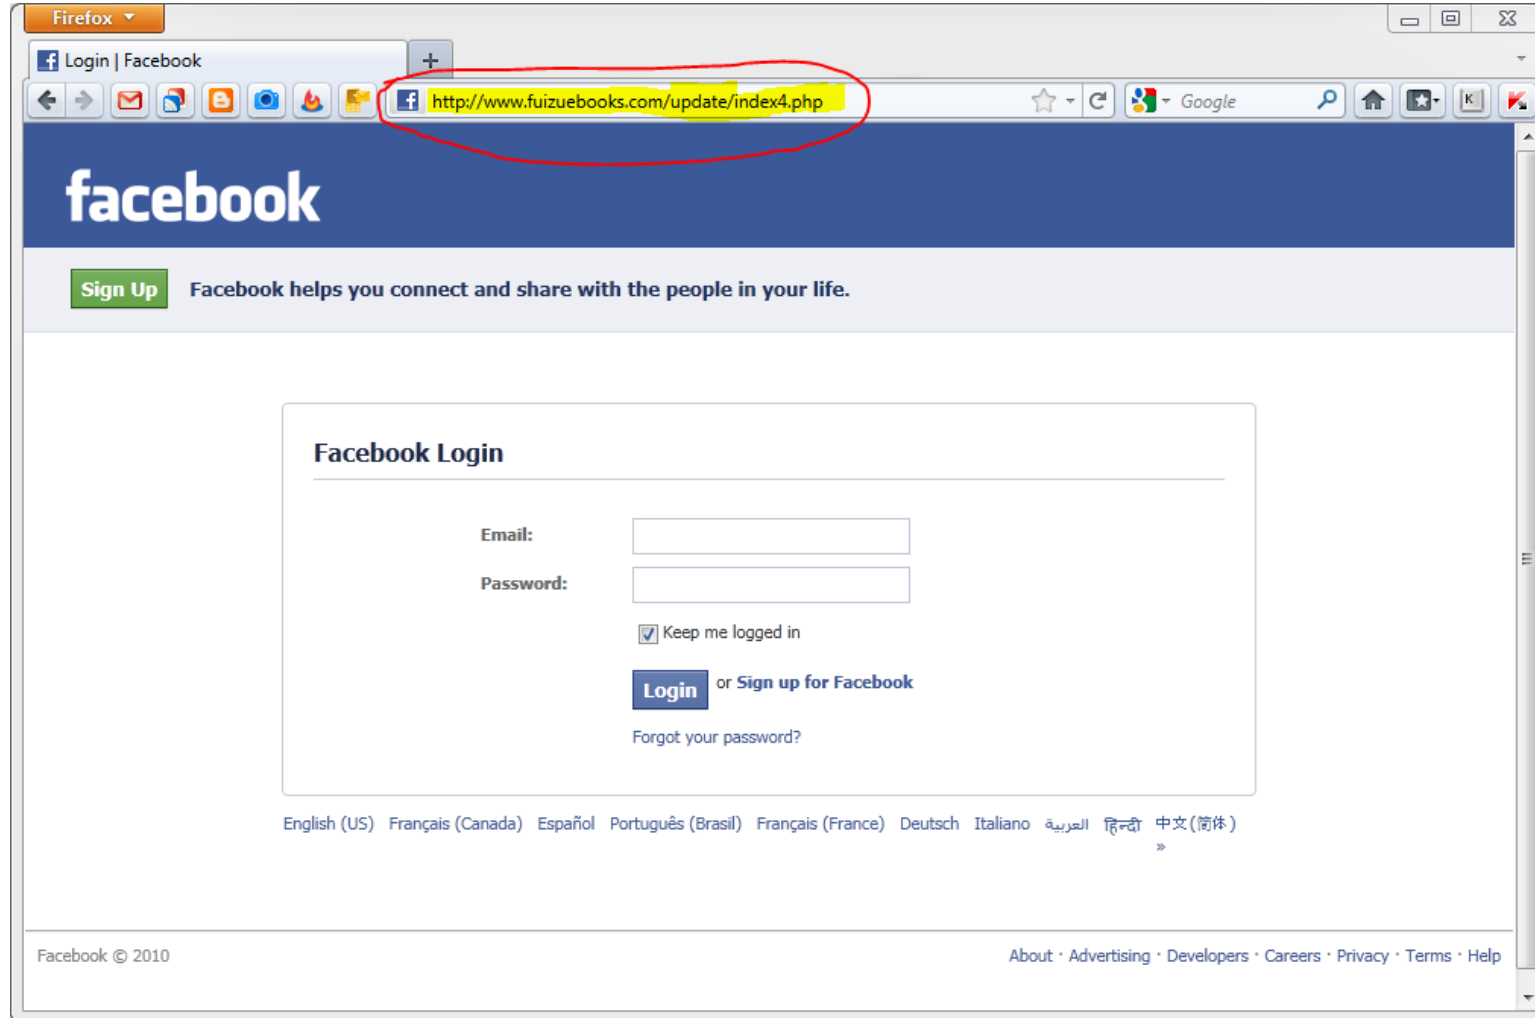 Firefox
Login | Facebook
http://www.fuizuebooks.com/update/index4.php
Google
K
facebook
Sign Up Facebook helps you connect and share with the people in your life.
Facebook Login
Email:
Password:
Keep me logged in
Login or Sign up for Facebook
Forgot your password?
English (US) Français (Canada) Español Português (Brasil) Français (France) Deutsch Italiano العربية हिन्दी 中文(简体)
»
Facebook © 2010 About · Advertising · Developers · Careers · Privacy · Terms · Help